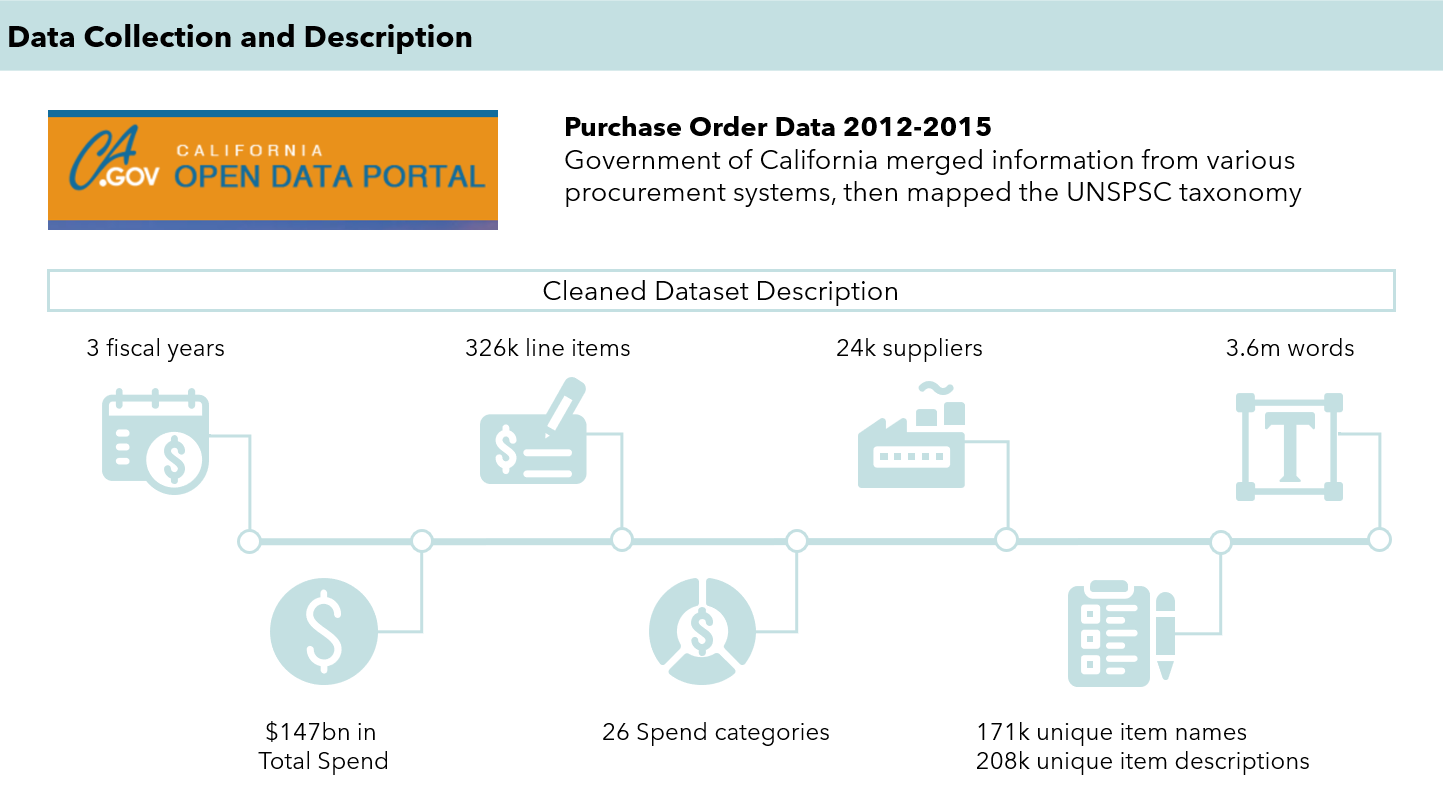 Data Collection and Description
CA
.GOV
CALIFORNIA
OPEN DATA PORTAL
Purchase Order Data 2012-2015
Government of California merged information from various
procurement systems, then mapped the UNSPSC taxonomy
Cleaned Dataset Description
3 fiscal years
326k line items
24k suppliers
3.6m words
$
$
T
$
$
$147bn in
Total Spend
26 Spend categories
171k unique item names
208k unique item descriptions